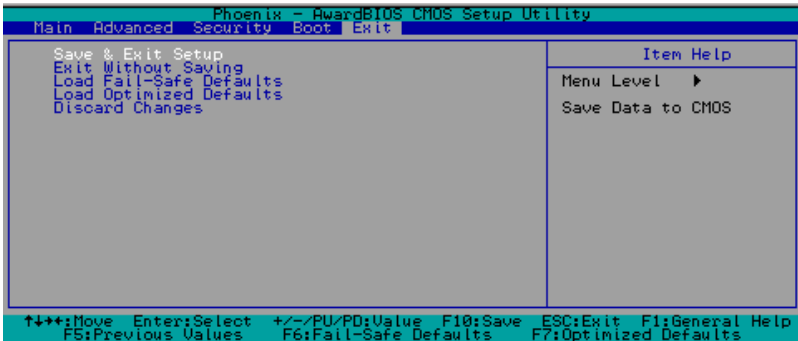 Phoenix - AwardBIOS CMOS Setup Utility
Main Advanced Security Boot Exit
Save & Exit Setup
Exit Without Saving
Load Fail-Safe Defaults
Load Optimized Defaults
Discard Changes
Item Help
Menu Level ▶
Save Data to CMOS
↑↓→←:Move Enter:Select +/-/PU/PD:Value F10:Save ESC:Exit F1:General Help
F5:Previous Values F6:Fail-Safe Defaults F7:Optimized Defaults